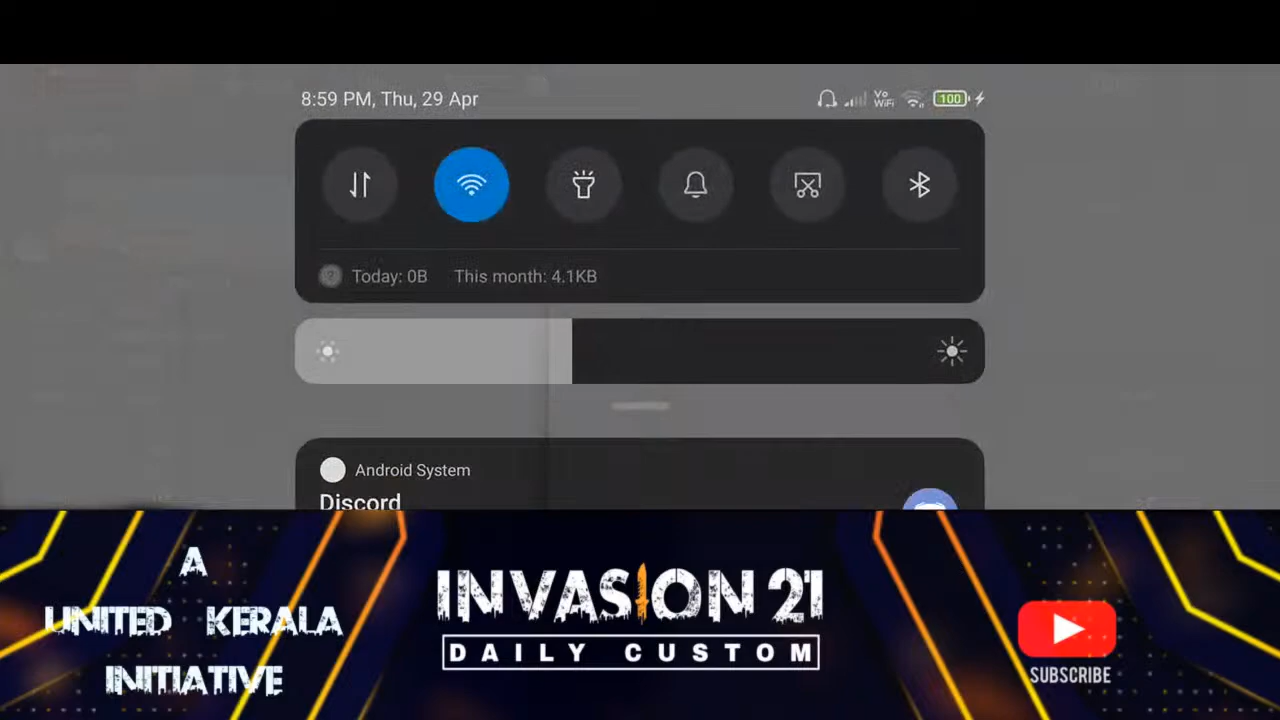 8:59 PM, Thu, 29 Apr
Vo
WiFi
100
Today: 0B This month: 4.1KB
Android System
Discord
A
UNITED KERALA
INITIATIVE
INVASION 21
DAILY CUSTOM
SUBSCRIBE